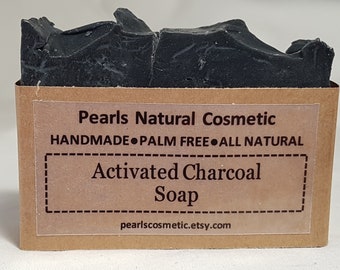 Pearls Natural Cosmetic
HANDMADE●PALM FREE●ALL NATURAL
Activated Charcoal
Soap
pearlscosmetic.etsy.com